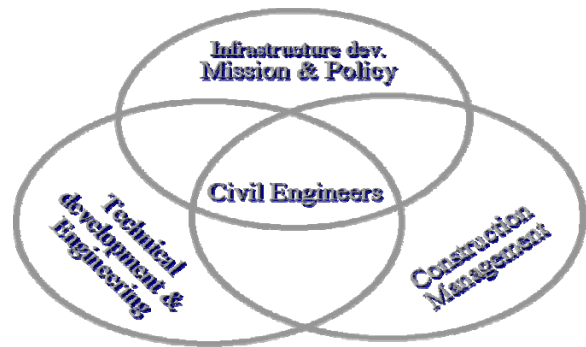 Infrastructure dev.
Mission & Policy
Civil Engineers
Technical
development &
Engineering
Construction
Management